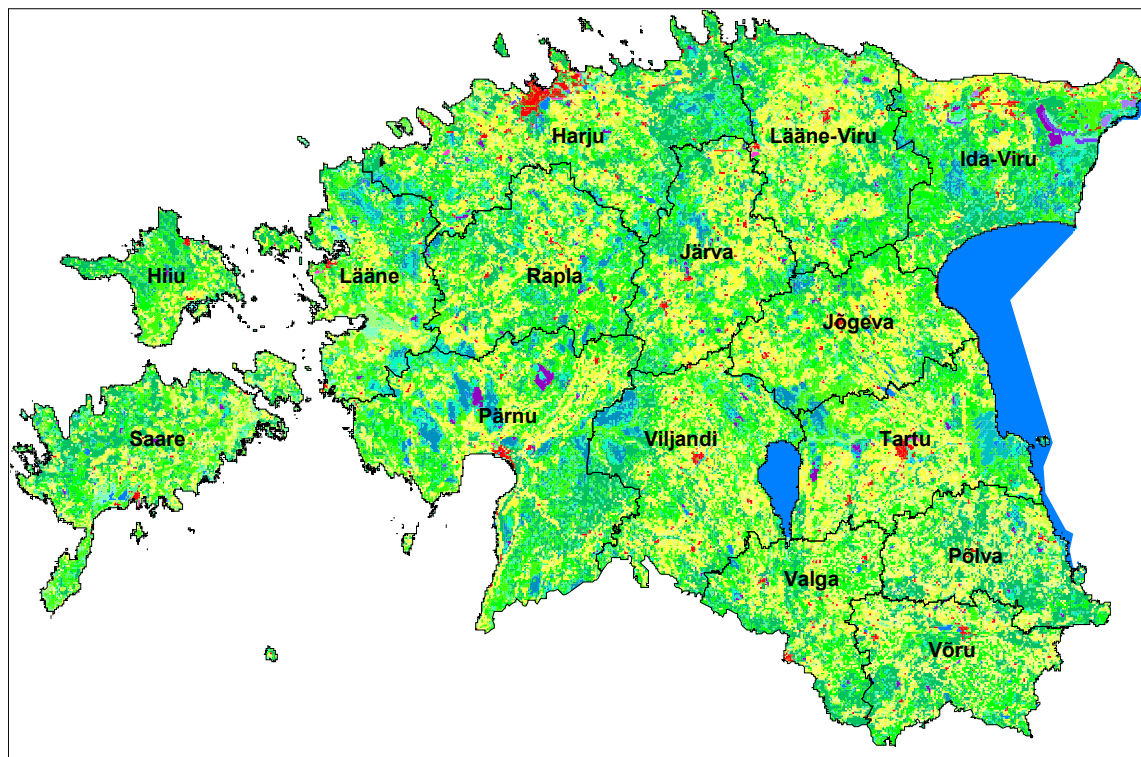 Harju
Lääne-Viru
Ida-Viru
Hiiu
Lääne
Rapla
Järva
Jõgeva
Pärnu
Saare
Viljandi
Tartu
Valga
Põlva
Võru